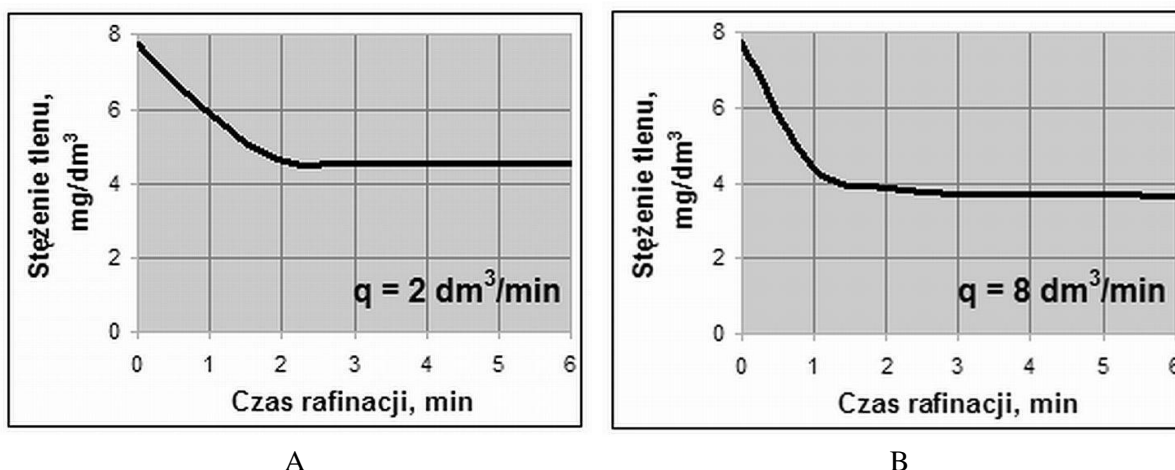 8
6
4
2
0
0 1 2 3 4 5 6
Stężenie tlenu,
mg/dm³
q = 2 dm³/min
Czas rafinacji, min
A
8
6
4
2
0
0 1 2 3 4 5 6
Stężenie tlenu,
mg/dm³
q = 8 dm³/min
Czas rafinacji, min
B